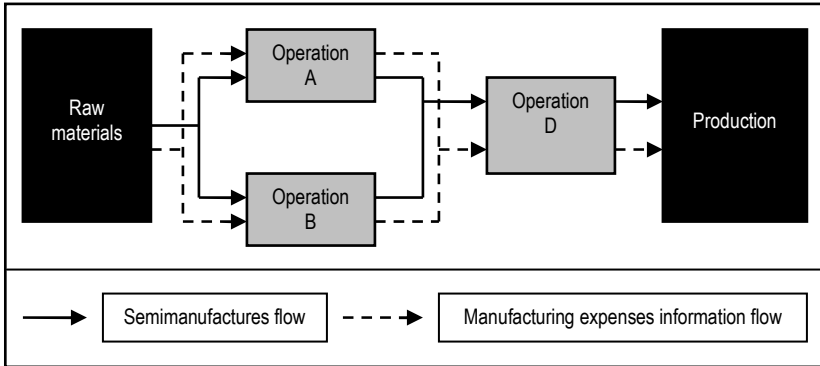 Raw
materials
Operation
A
Operation
B
Operation
D
Production
Semimanufactures flow
Manufacturing expenses information flow